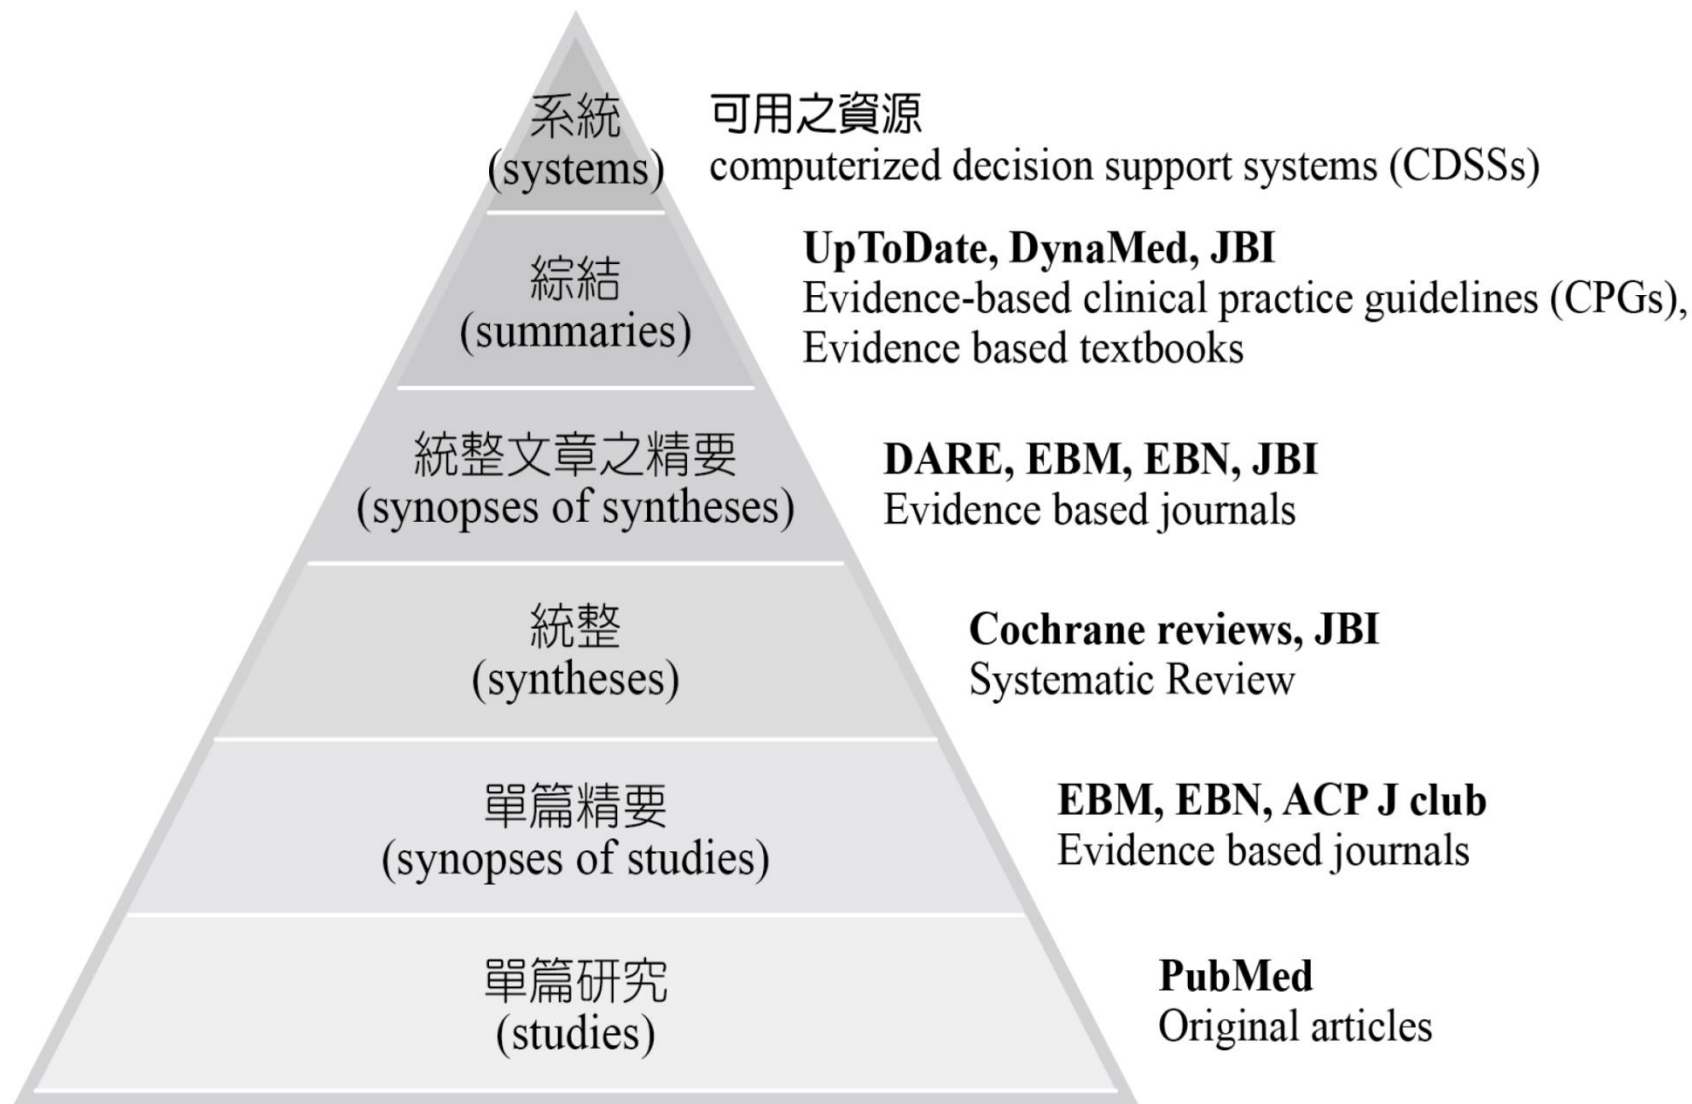 系統
(systems)
可用之資源
computerized decision support systems (CDSSs)
綜結
(summaries)
UpToDate, DynaMed, JBI
Evidence-based clinical practice guidelines (CPGs),
Evidence based textbooks
統整文章之精要
(synopses of syntheses)
DARE, EBM, EBN, JBI
Evidence based journals
統整
(syntheses)
Cochrane reviews, JBI
Systematic Review
單篇精要
(synopses of studies)
EBM, EBN, ACP J club
Evidence based journals
單篇研究
(studies)
PubMed
Original articles